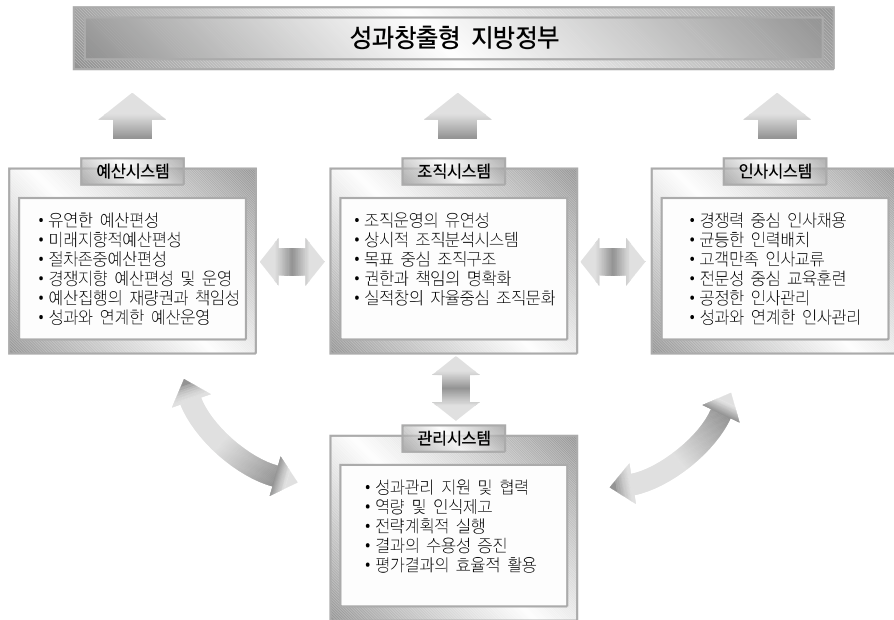 성과창출형 지방정부
예산시스템
• 유연한 예산편성
• 미래지향적예산편성
• 절차존중예산편성
• 경쟁지향 예산편성 및 운영
• 예산집행의 재량권과 책임성
• 성과와 연계한 예산운영
조직시스템
• 조직운영의 유연성
• 상시적 조직분석시스템
• 목표 중심 조직구조
• 권한과 책임의 명확화
• 실적창의 자율중심 조직문화
인사시스템
• 경쟁력 중심 인사채용
• 균등한 인력배치
• 고객만족 인사교류
• 전문성 중심 교육훈련
• 공정한 인사관리
• 성과와 연계한 인사관리
관리시스템
• 성과관리 지원 및 협력
• 역량 및 인식제고
• 전략계획적 실행
• 결과의 수용성 증진
• 평가결과의 효율적 활용